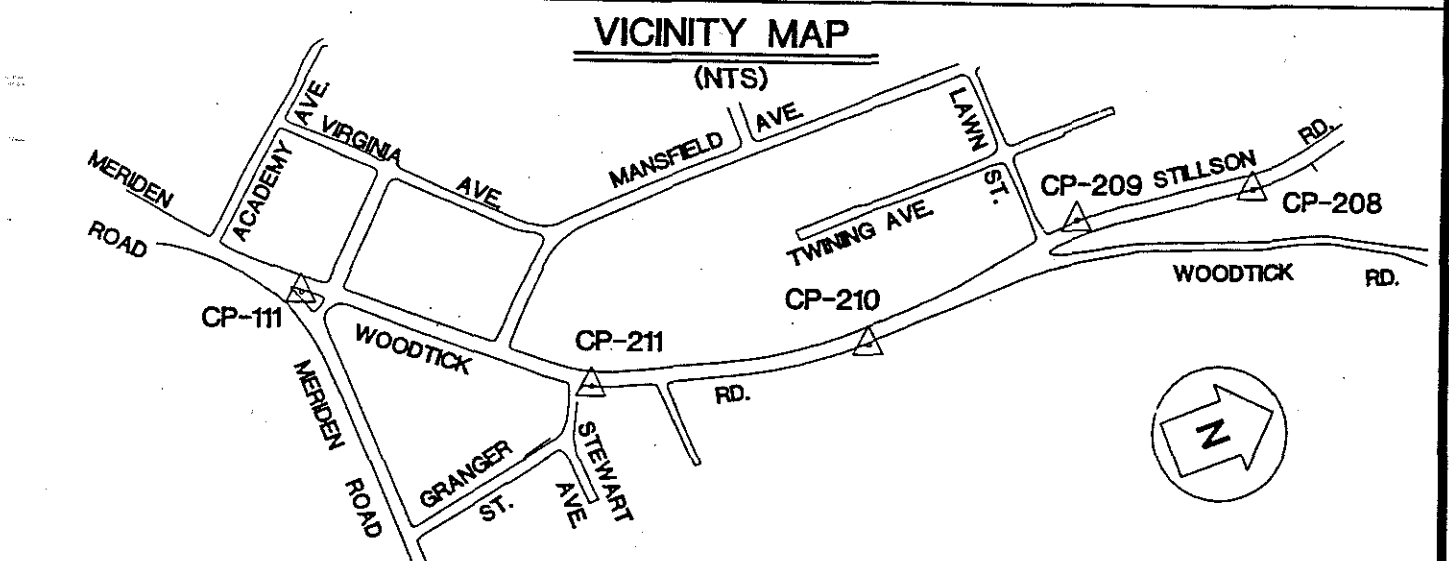 VICINITY MAP
(NTS)
ACADEMY AVE.
VIRGINIA AVE.
MANSFIELD AVE.
LAWN ST.
MERIDEN ROAD
CP-209
STILLSON RD.
CP-208
TWINING AVE.
WOODTICK RD.
CP-111
CP-210
WOODTICK RD.
CP-211
MERIDEN ROAD
GRANGER ST.
STEWART AVE.
N